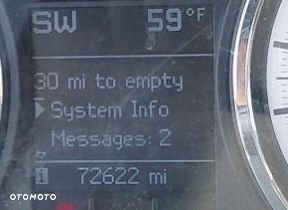 SW 59°F
30 mi to empty
System Info
Messages: 2
72622 mi
OTOMOTO